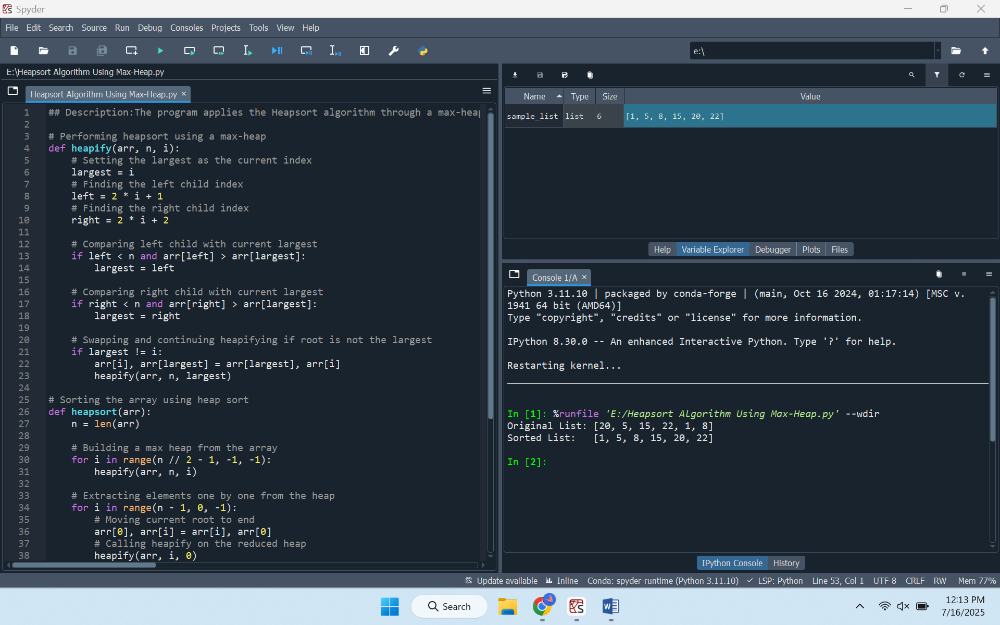 Spyder
File Edit Search Source Run Debug Consoles Projects Tools View Help
e:\
E:\Heapsort Algorithm Using Max-Heap.py
Heapsort Algorithm Using Max-Heap.py
1 ## Description:The program applies the Heapsort algorithm through a max-heap
2
3 # Performing heapsort using a max-heap
4 def heapify(arr, n, i):
5 # Setting the largest as the current index
6 largest = i
7 # Finding the left child index
8 left = 2 * i + 1
9 # Finding the right child index
10 right = 2 * i + 2
11
12 # Comparing left child with current largest
13 if left < n and arr[left] > arr[largest]:
14 largest = left
15
16 # Comparing right child with current largest
17 if right < n and arr[right] > arr[largest]:
18 largest = right
19
20 # Swapping and continuing heapifying if root is not the largest
21 if largest != i:
22 arr[i], arr[largest] = arr[largest], arr[i]
23 heapify(arr, n, largest)
24
25 # Sorting the array using heap sort
26 def heapsort(arr):
27 n = len(arr)
28
29 # Building a max heap from the array
30 for i in range(n // 2 - 1, -1, -1):
31 heapify(arr, n, i)
32
33 # Extracting elements one by one from the heap
34 for i in range(n - 1, 0, -1):
35 # Moving current root to end
36 arr[0], arr[i] = arr[i], arr[0]
37 # Calling heapify on the reduced heap
38 heapify(arr, i, 0)
Name Type Size Value
sample_list list 6 [1, 5, 8, 15, 20, 22]
Help Variable Explorer Debugger Plots Files
Console 1/A
Python 3.11.10 | packaged by conda-forge | (main, Oct 16 2024, 01:17:14) [MSC v.
1941 64 bit (AMD64)]
Type "copyright", "credits" or "license" for more information.
IPython 8.30.0 -- An enhanced Interactive Python. Type '?' for help.
Restarting kernel...
In [1]: %runfile 'E:/Heapsort Algorithm Using Max-Heap.py' --wdir
Original List: [20, 5, 15, 22, 1, 8]
Sorted List: [1, 5, 8, 15, 20, 22]
In [2]:
IPython Console History
Update available Inline Conda: spyder-runtime (Python 3.11.10) LSP: Python Line 53, Col 1 UTF-8 CRLF RW Mem 77%
Search
12:13 PM
7/16/2025